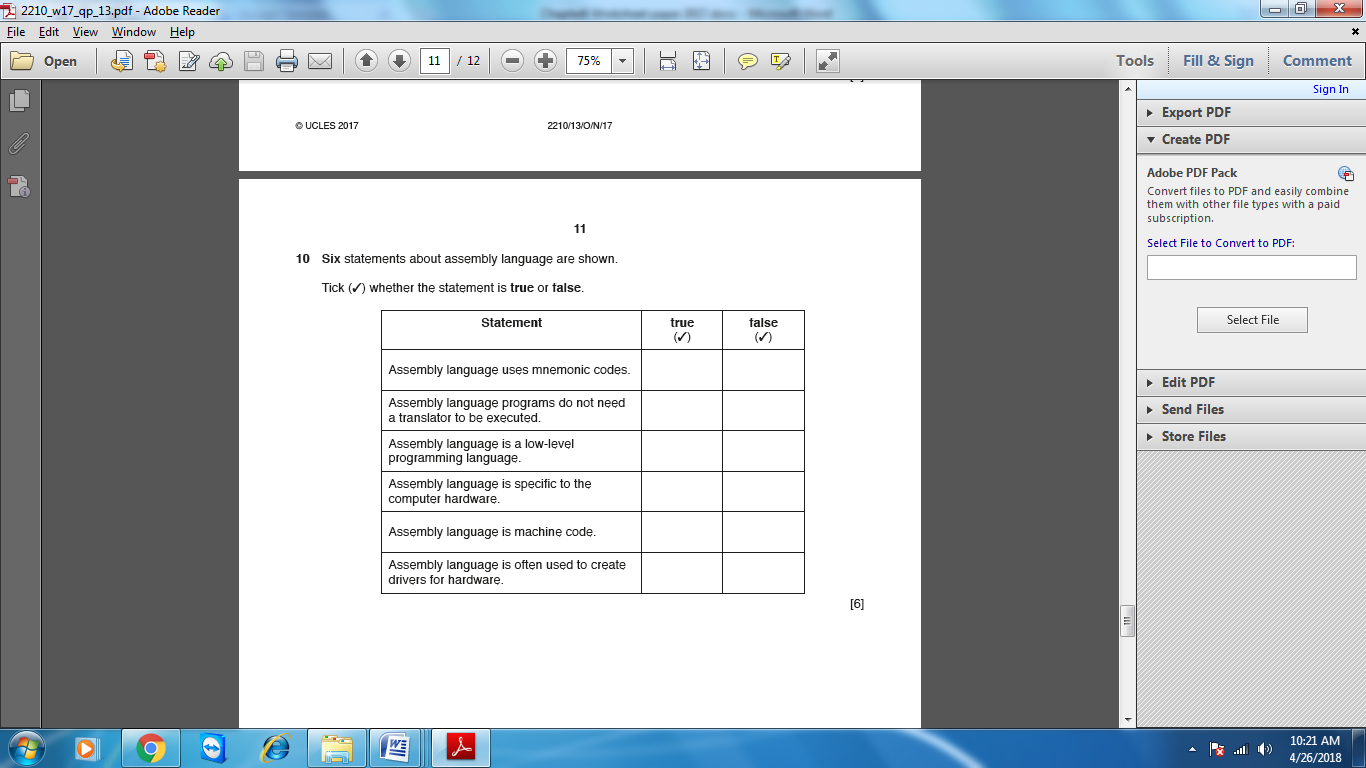 2210_w17_qp_13.pdf - Adobe Reader
File Edit View Window Help
Open 11 / 12 75% Tools Fill & Sign Comment
Sign In
Export PDF
Create PDF
Adobe PDF Pack
Convert files to PDF and easily combine
them with other file types with a paid
subscription.
Select File to Convert to PDF:
Select File
Edit PDF
Send Files
Store Files
© UCLES 2017 2210/13/O/N/17
11
10 Six statements about assembly language are shown.
Tick (✓) whether the statement is true or false.
Statement true false
(✓) (✓)
Assembly language uses mnemonic codes.
Assembly language programs do not need
a translator to be executed.
Assembly language is a low-level
programming language.
Assembly language is specific to the
computer hardware.
Assembly language is machine code.
Assembly language is often used to create
drivers for hardware.
[6]
10:21 AM
4/26/2018